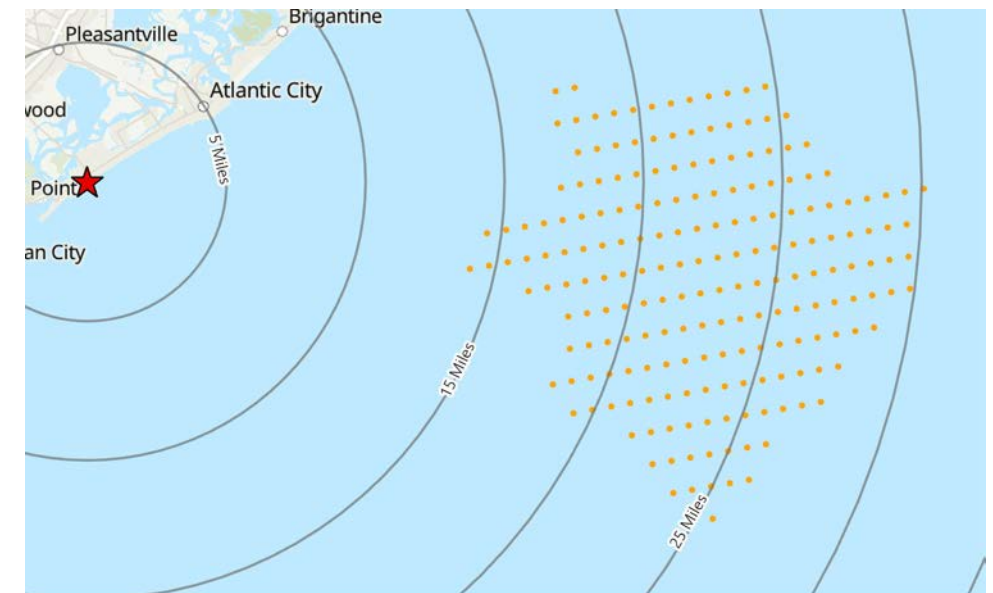 Brigantine
Pleasantville
Atlantic City
wood
5 Miles
Point
an City
15 Miles
25 Miles